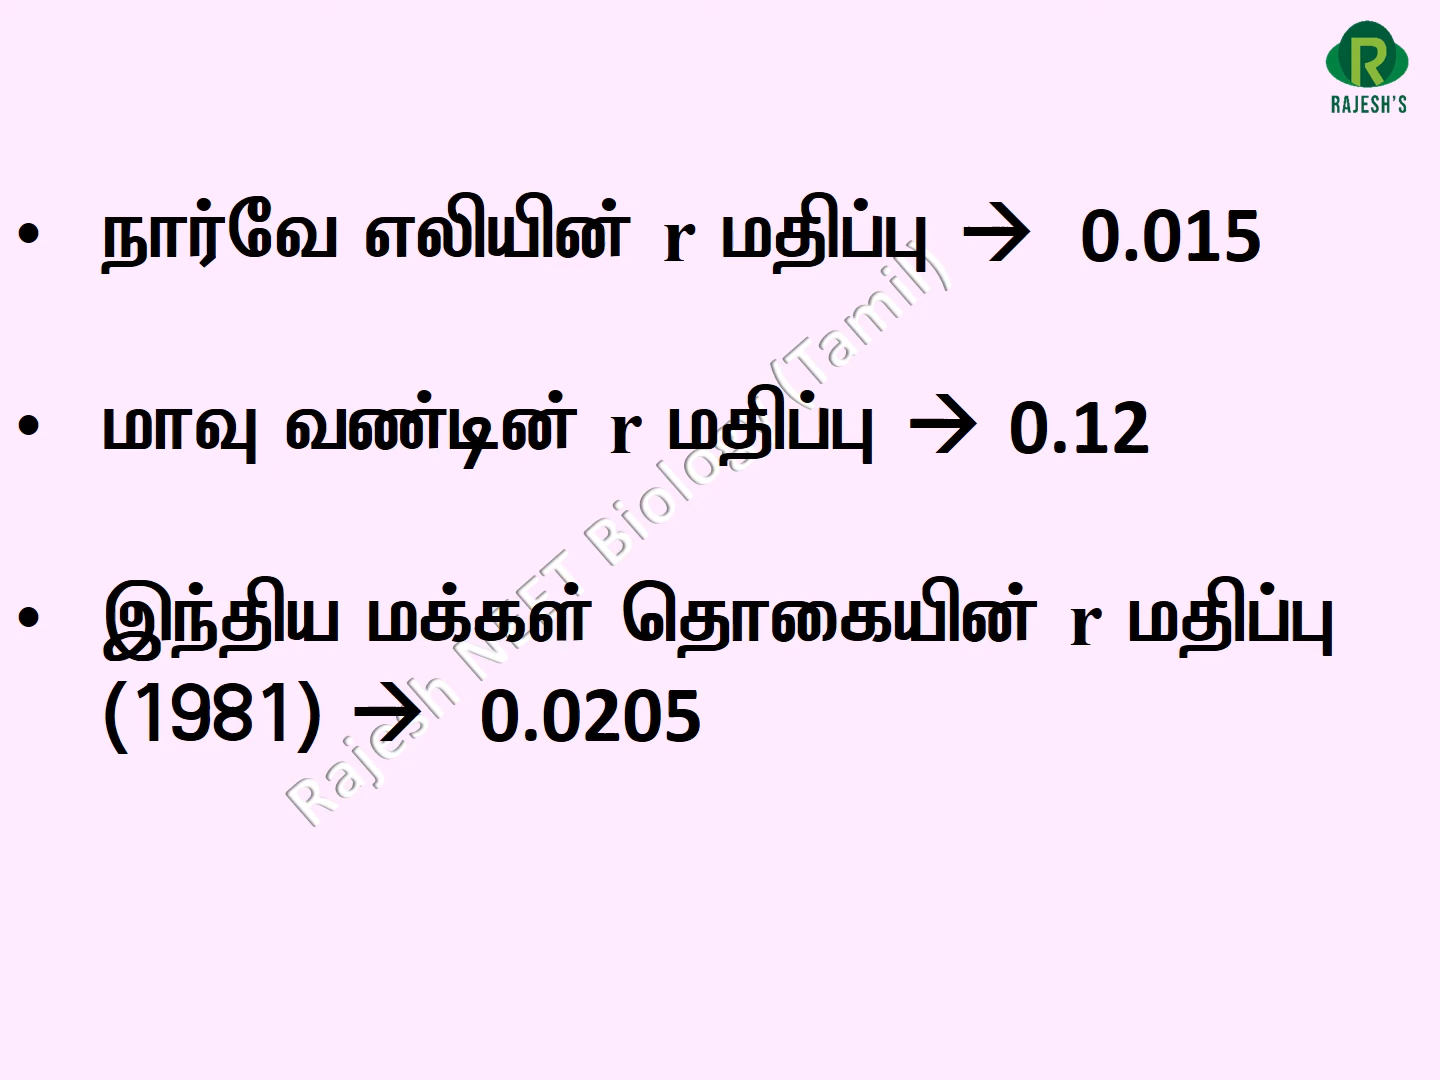 RAJESH'S
• நார்வே எலியின் r மதிப்பு → 0.015
• மாவு வண்டின் r மதிப்பு → 0.12
• இந்திய மக்கள் தொகையின் r மதிப்பு
(1981) → 0.0205
Rajesh NEET Biology (Tamil)